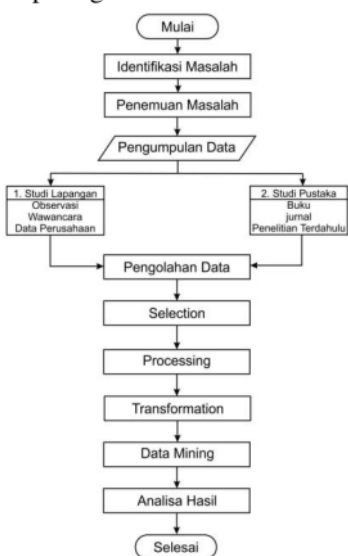 Mulai
Identifikasi Masalah
Penemuan Masalah
Pengumpulan Data
1. Studi Lapangan
Observasi
Wawancara
Data Perusahaan
2. Studi Pustaka
Buku
jurnal
Penelitian Terdahulu
Pengolahan Data
Selection
Processing
Transformation
Data Mining
Analisa Hasil
Selesai